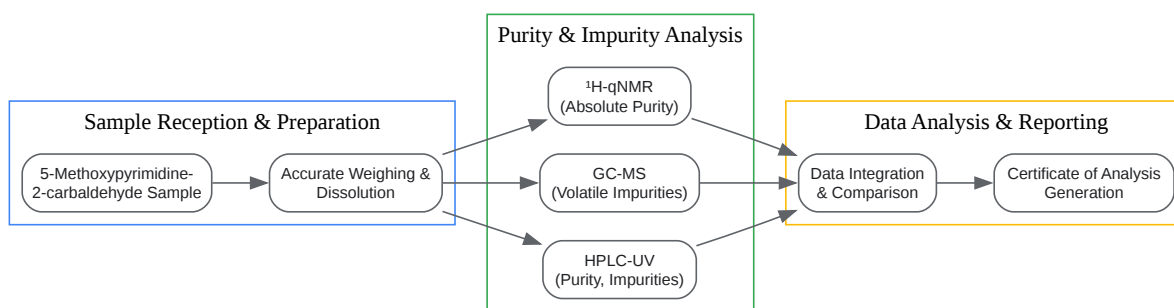 Sample Reception & Preparation
5-Methoxypyrimidine-
2-carbaldehyde Sample
Accurate Weighing &
Dissolution
Purity & Impurity Analysis
¹H-qNMR
(Absolute Purity)
GC-MS
(Volatile Impurities)
HPLC-UV
(Purity, Impurities)
Data Analysis & Reporting
Data Integration
& Comparison
Certificate of Analysis
Generation